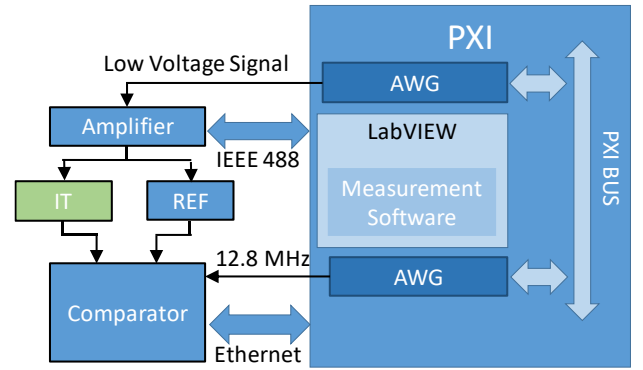 PXI
Low Voltage Signal
AWG
Amplifier
LabVIEW
IEEE 488
Measurement
Software
PXI BUS
IT
REF
12.8 MHz
AWG
Comparator
Ethernet